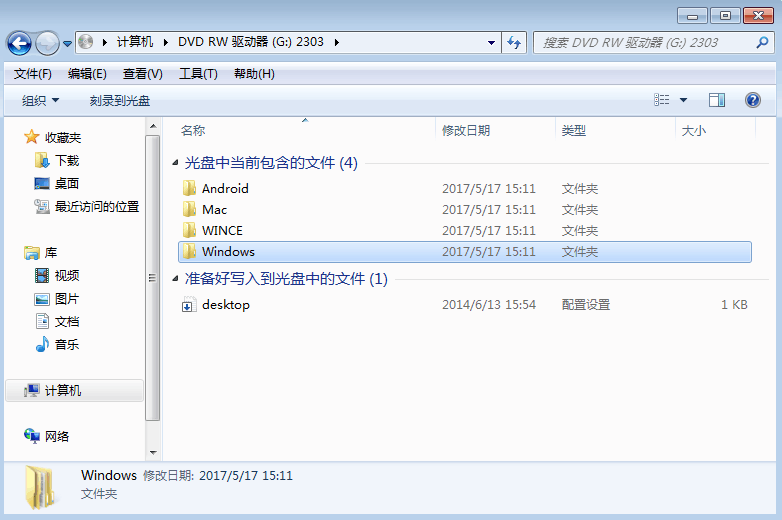 计算机 DVD RW 驱动器 (G:) 2303 搜索 DVD RW 驱动器 (G:) 2303
文件(F) 编辑(E) 查看(V) 工具(T) 帮助(H)
组织 刻录到光盘
收藏夹
下载
桌面
最近访问的位置
库
视频
图片
文档
音乐
计算机
网络
名称 修改日期 类型 大小
光盘中当前包含的文件 (4)
Android 2017/5/17 15:11 文件夹
Mac 2017/5/17 15:11 文件夹
WINCE 2017/5/17 15:11 文件夹
Windows 2017/5/17 15:11 文件夹
准备好写入到光盘中的文件 (1)
desktop 2014/6/13 15:54 配置设置 1 KB
Windows 修改日期: 2017/5/17 15:11
文件夹